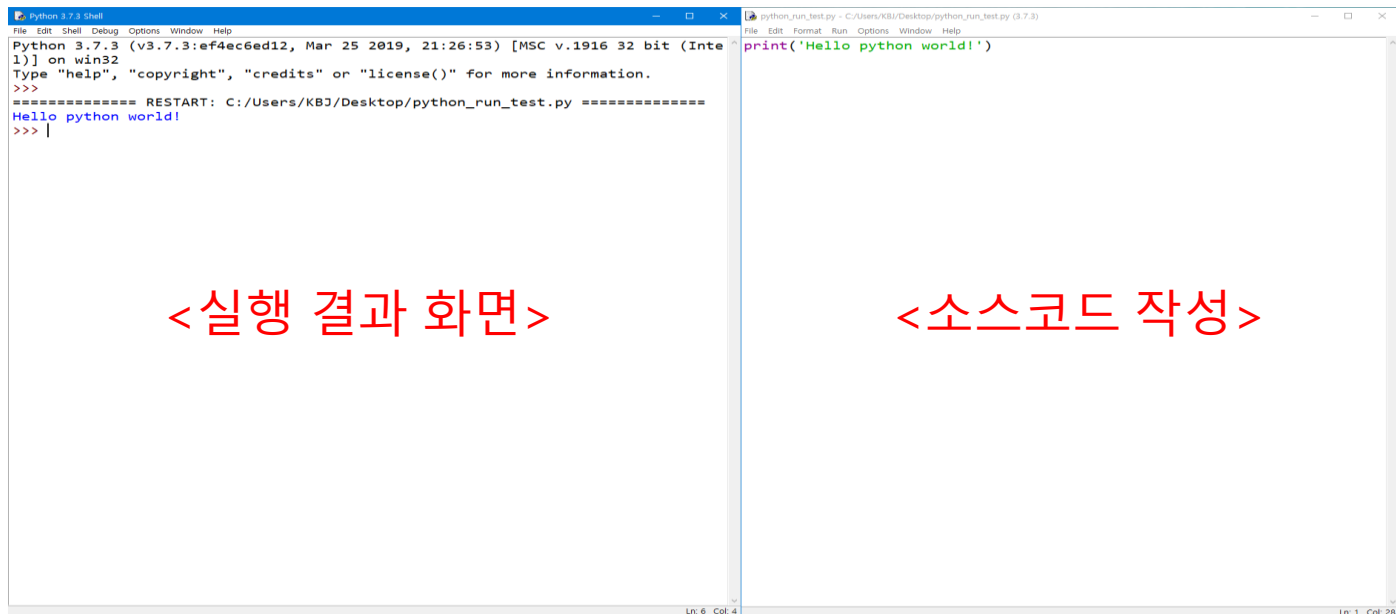 Python 3.7.3 Shell
File Edit Shell Debug Options Window Help
Python 3.7.3 (v3.7.3:ef4ec6ed12, Mar 25 2019, 21:26:53) [MSC v.1916 32 bit (Inte
l)] on win32
Type "help", "copyright", "credits" or "license()" for more information.
>>>
============== RESTART: C:/Users/KBJ/Desktop/python_run_test.py ==============
Hello python world!
>>>
<실행 결과 화면>
Ln: 6 Col: 4
python_run_test.py - C:/Users/KBJ/Desktop/python_run_test.py (3.7.3)
File Edit Format Run Options Window Help
print('Hello python world!')
<소스코드 작성>
Ln: 1 Col: 28